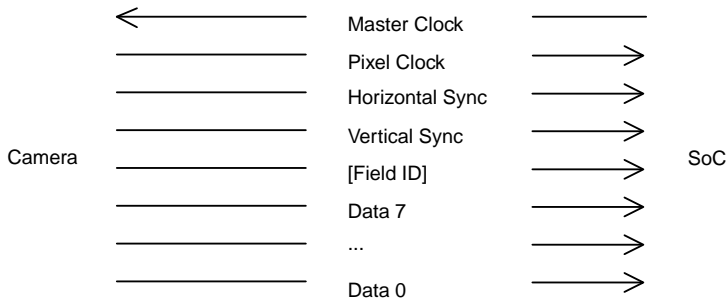 Master Clock
Pixel Clock
Horizontal Sync
Vertical Sync
Camera
SoC
[Field ID]
Data 7
...
Data 0